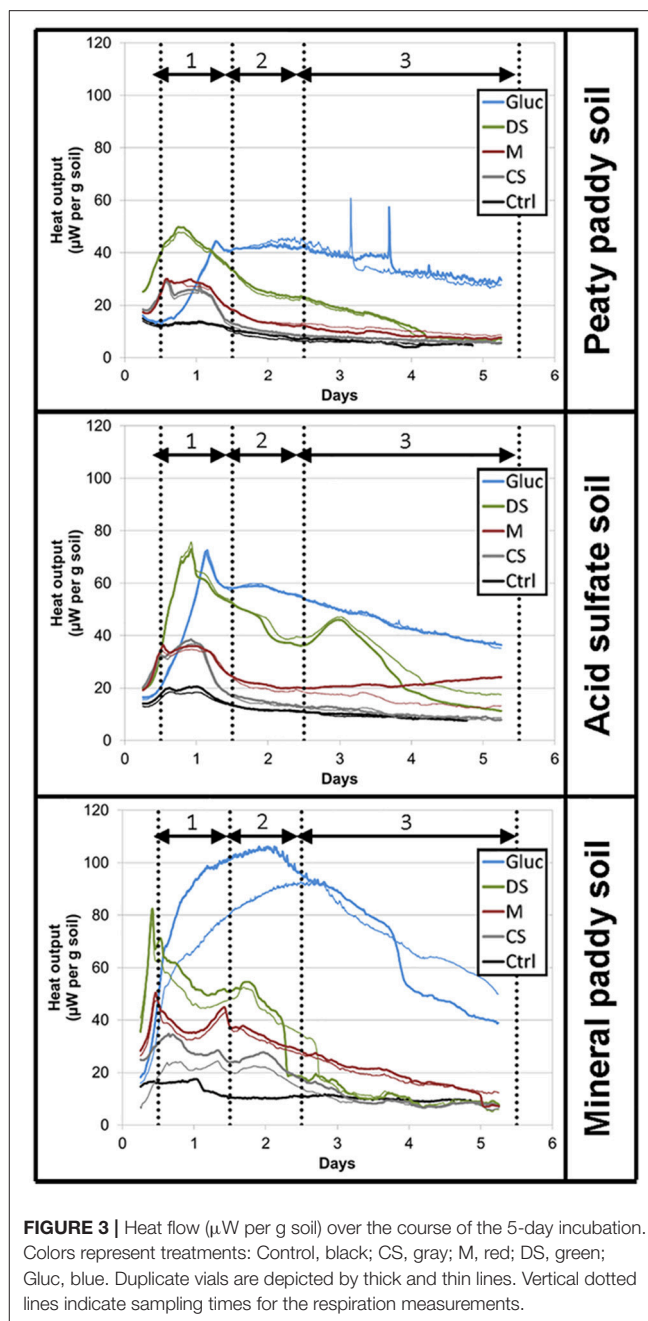 120
100
80
60
40
20
0
Heat output
(µW per g soil)
1
2
3
Gluc
DS
M
CS
Ctrl
0 1 2 3 4 5 6
Days
Peaty paddy soil
120
100
80
60
40
20
0
Heat output
(µW per g soil)
1
2
3
Gluc
DS
M
CS
Ctrl
0 1 2 3 4 5 6
Days
Acid sulfate soil
120
100
80
60
40
20
0
Heat output
(µW per g soil)
1
2
3
Gluc
DS
M
CS
Ctrl
0 1 2 3 4 5 6
Days
Mineral paddy soil
FIGURE 3 | Heat flow (µW per g soil) over the course of the 5-day incubation.
Colors represent treatments: Control, black; CS, gray; M, red; DS, green;
Gluc, blue. Duplicate vials are depicted by thick and thin lines. Vertical dotted
lines indicate sampling times for the respiration measurements.